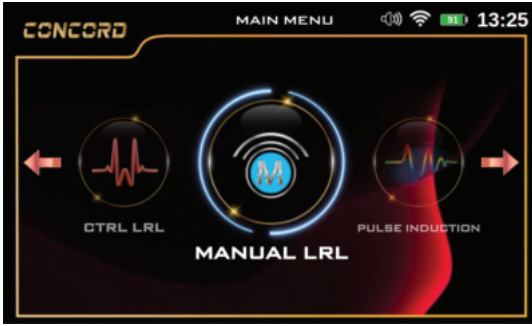 CONCORD
MAIN MENU
91
13:25
M
CTRL LRL
MANUAL LRL
PULSE INDUCTION